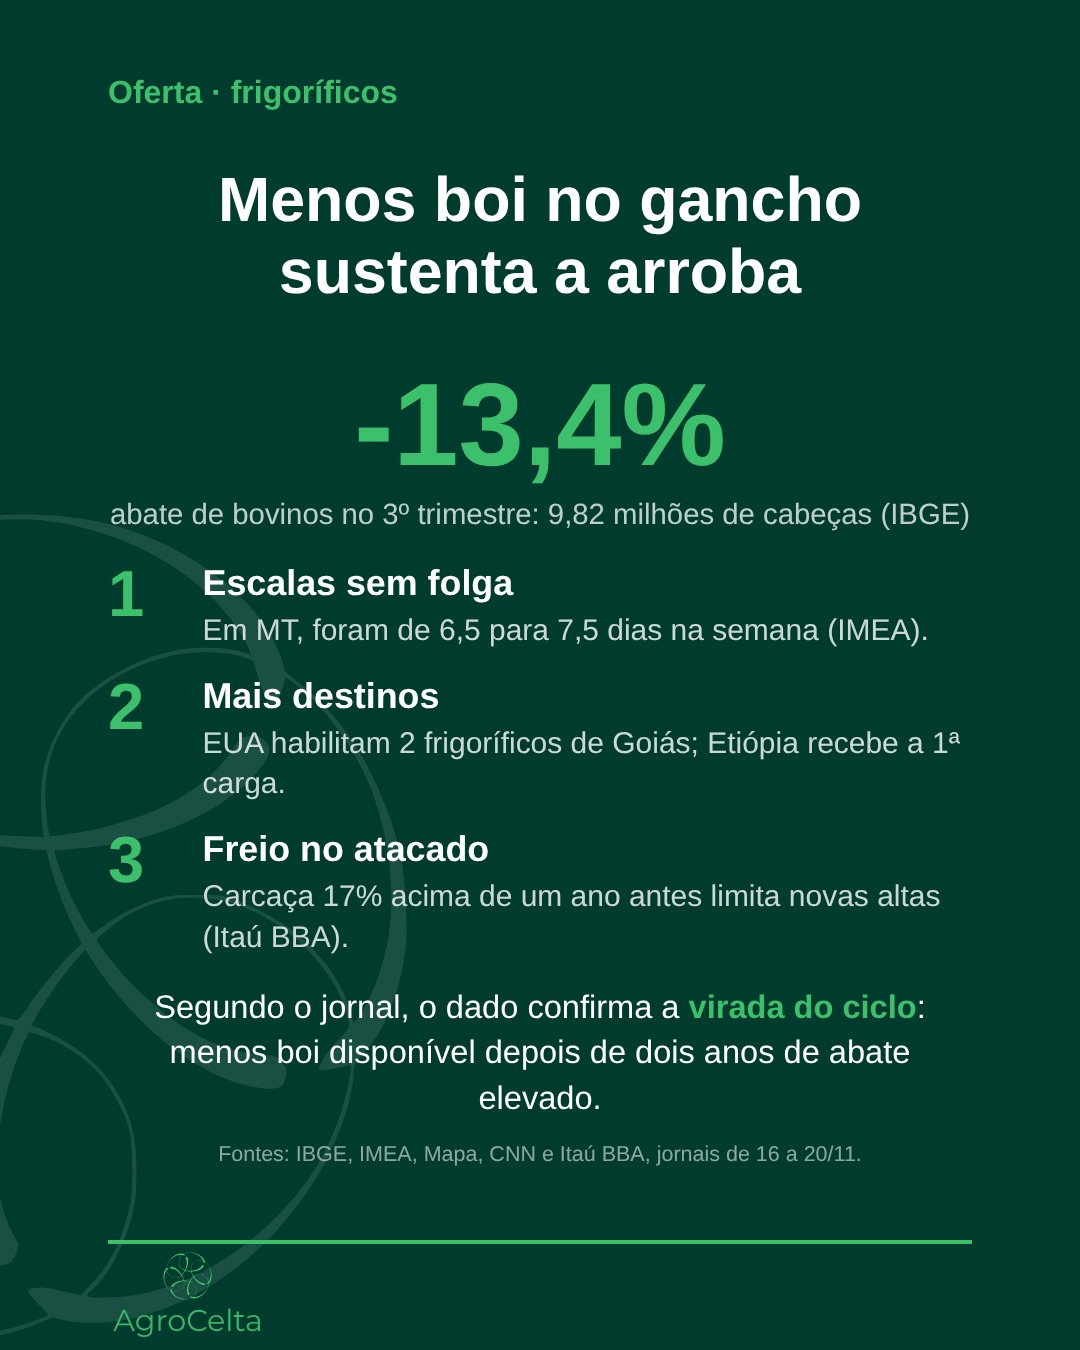 Oferta · frigoríficos
Menos boi no gancho
sustenta a arroba
-13,4%
abate de bovinos no 3º trimestre: 9,82 milhões de cabeças (IBGE)
1
Escalas sem folga
Em MT, foram de 6,5 para 7,5 dias na semana (IMEA).
2
Mais destinos
EUA habilitam 2 frigoríficos de Goiás; Etiópia recebe a 1ª
carga.
3
Freio no atacado
Carcaça 17% acima de um ano antes limita novas altas
(Itaú BBA).
Segundo o jornal, o dado confirma a virada do ciclo:
menos boi disponível depois de dois anos de abate
elevado.
Fontes: IBGE, IMEA, Mapa, CNN e Itaú BBA, jornais de 16 a 20/11.
AgroCelta